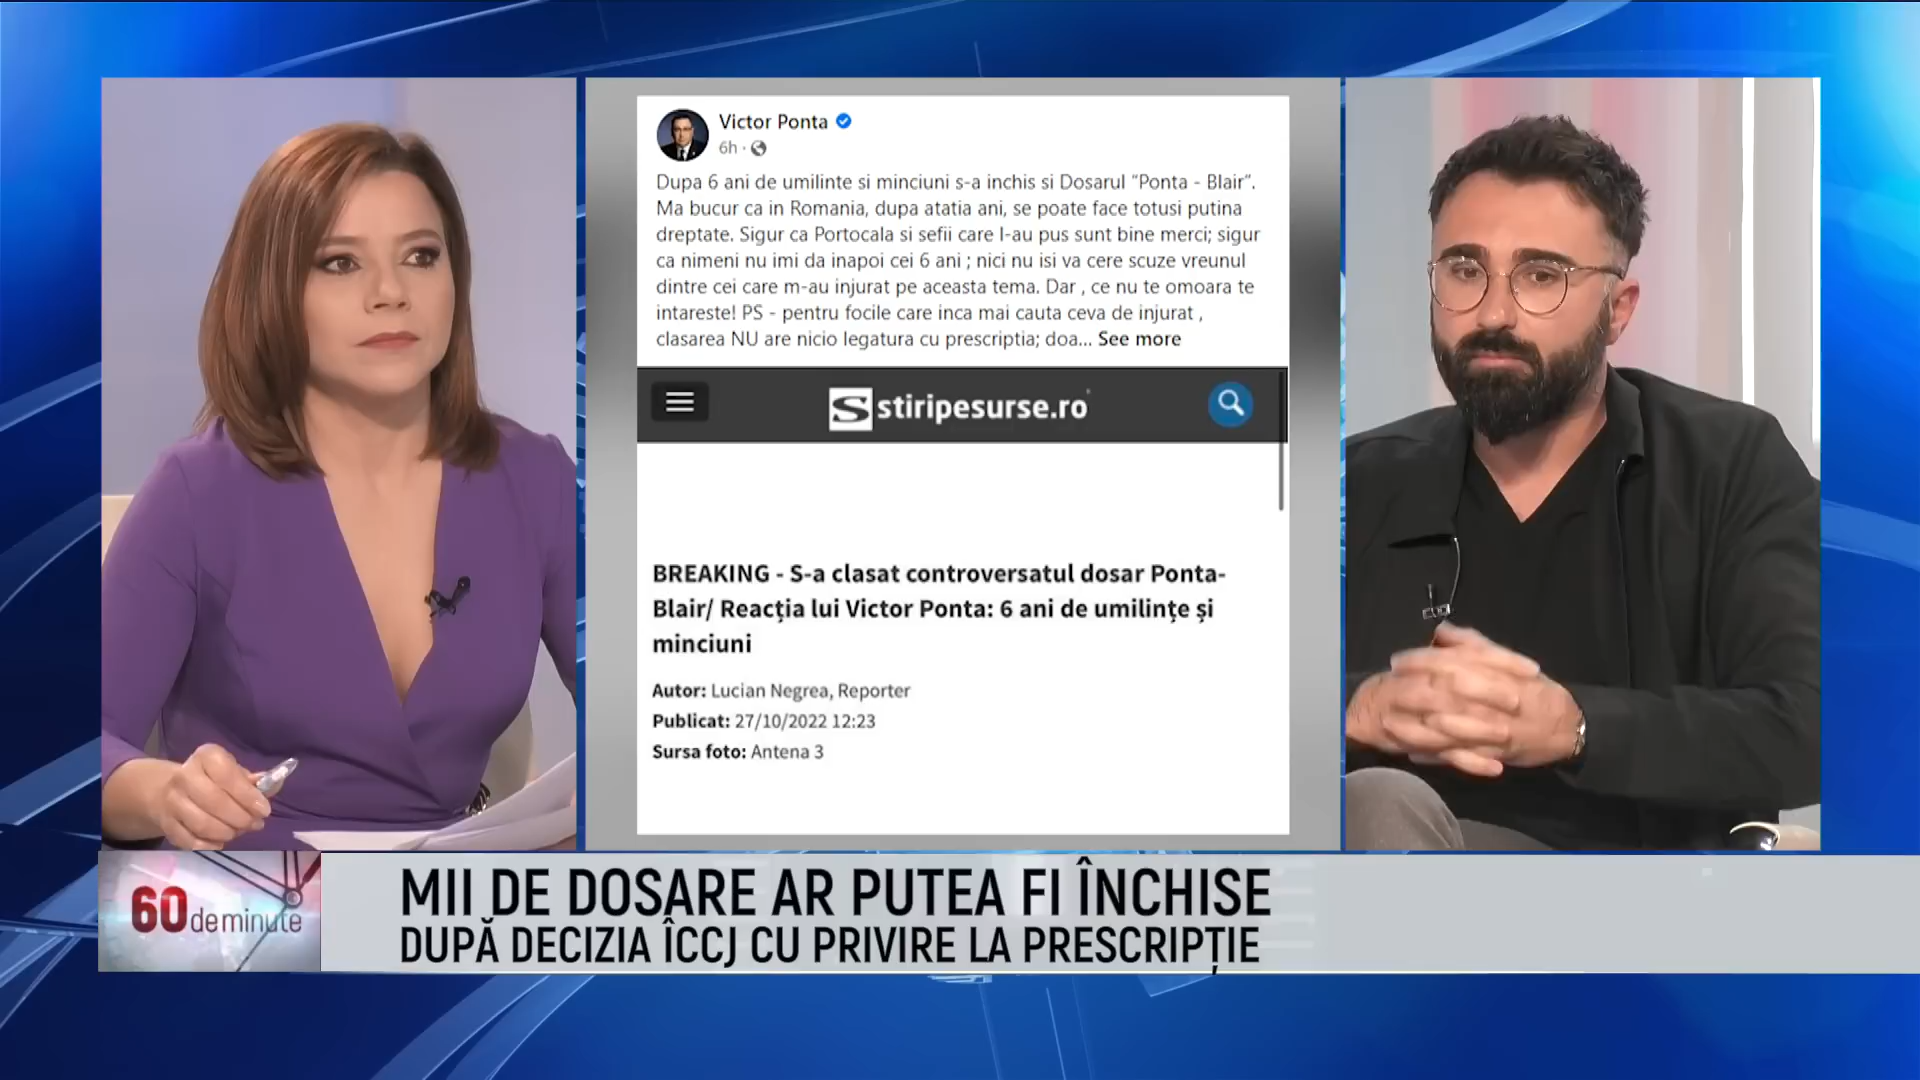 Victor Ponta
6h ·
Dupa 6 ani de umilinte si minciuni s-a inchis si Dosarul "Ponta - Blair".
Ma bucur ca in Romania, dupa atatia ani, se poate face totusi putina
dreptate. Sigur ca Portocala si sefii care l-au pus sunt bine merci; sigur
ca nimeni nu imi da inapoi cei 6 ani ; nici nu isi va cere scuze vreunul
dintre cei care m-au injurat pe aceasta tema. Dar , ce nu te omoara te
intareste! PS - pentru focile care inca mai cauta ceva de injurat ,
clasarea NU are nicio legatura cu prescriptia; doa... See more
S stiripesurse.ro
BREAKING - S-a clasat controversatul dosar Ponta-
Blair/ Reacția lui Victor Ponta: 6 ani de umilințe și
minciuni
Autor: Lucian Negrea, Reporter
Publicat: 27/10/2022 12:23
Sursa foto: Antena 3
60 de minute
MII DE DOSARE AR PUTEA FI ÎNCHISE
DUPĂ DECIZIA ÎCCJ CU PRIVIRE LA PRESCRIPȚIE